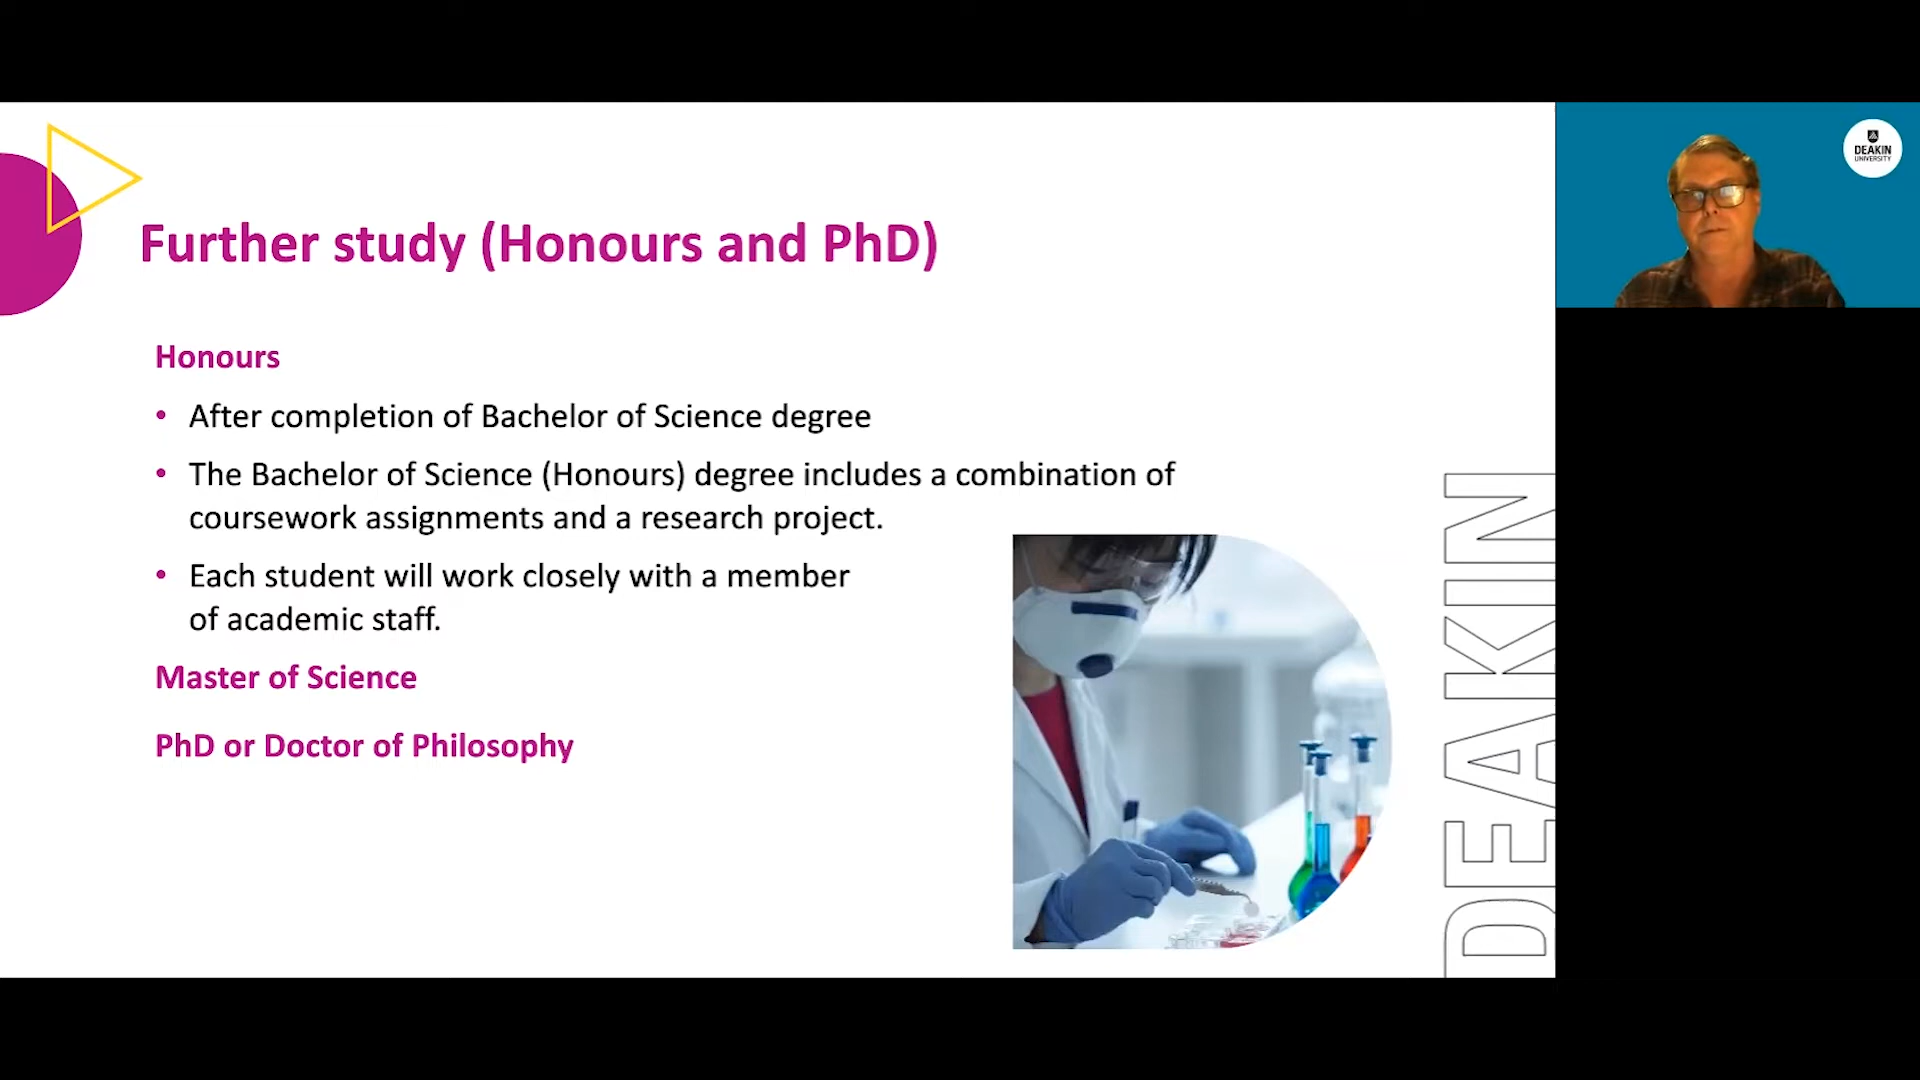 Further study (Honours and PhD)
Honours
• After completion of Bachelor of Science degree
• The Bachelor of Science (Honours) degree includes a combination of
coursework assignments and a research project.
• Each student will work closely with a member
of academic staff.
Master of Science
PhD or Doctor of Philosophy
DEAKIN
DEAKIN
UNIVERSITY